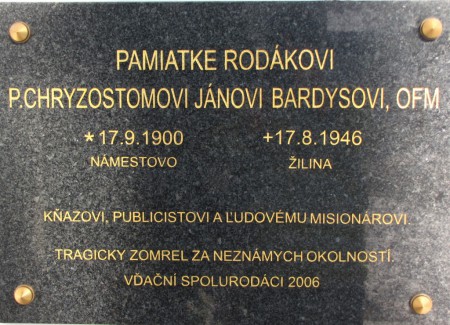 PAMIATKE RODÁKOVI
P.CHRYZOSTOMOVI JÁNOVI BARDYSOVI, OFM
*17.9.1900 +17.8.1946
NÁMESTOVO ŽILINA
KŇAZOVI, PUBLICISTOVI A ĽUDOVÉMU MISIONÁROVI.
TRAGICKY ZOMREL ZA NEZNÁMYCH OKOLNOSTÍ.
VĎAČNÍ SPOLURODÁCI 2006